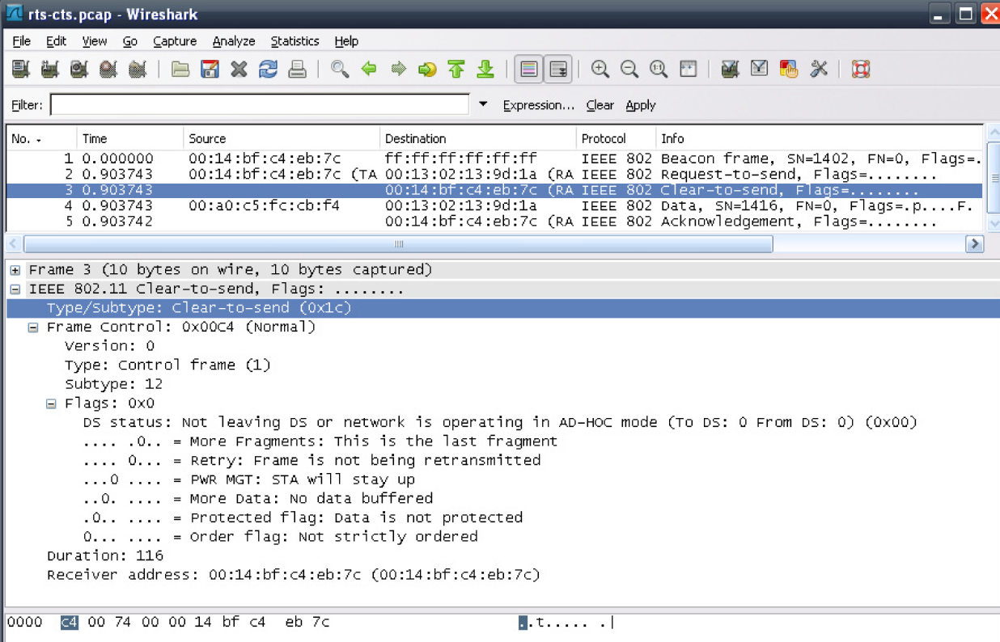 rts-cts.pcap - Wireshark
File Edit View Go Capture Analyze Statistics Help
Filter: Expression... Clear Apply
No. Time Source Destination Protocol Info
1 0.000000 00:14:bf:c4:eb:7c ff:ff:ff:ff:ff:ff IEEE 802 Beacon frame, SN=1402, FN=0, Flags=.
2 0.903743 00:14:bf:c4:eb:7c (TA 00:13:02:13:9d:1a (RA IEEE 802 Request-to-send, Flags=........
3 0.903743 00:14:bf:c4:eb:7c (RA IEEE 802 Clear-to-send, Flags=........
4 0.903743 00:a0:c5:fc:cb:f4 00:13:02:13:9d:1a IEEE 802 Data, SN=1416, FN=0, Flags=.p....F.
5 0.903742 00:14:bf:c4:eb:7c (RA IEEE 802 Acknowledgement, Flags=........
Frame 3 (10 bytes on wire, 10 bytes captured)
IEEE 802.11 Clear-to-send, Flags: ........
Type/Subtype: Clear-to-send (0x1c)
Frame Control: 0x00C4 (Normal)
Version: 0
Type: Control frame (1)
Subtype: 12
Flags: 0x0
DS status: Not leaving DS or network is operating in AD-HOC mode (To DS: 0 From DS: 0) (0x00)
.... .0.. = More Fragments: This is the last fragment
.... 0... = Retry: Frame is not being retransmitted
...0 .... = PWR MGT: STA will stay up
..0. .... = More Data: No data buffered
.0.. .... = Protected flag: Data is not protected
0... .... = Order flag: Not strictly ordered
Duration: 116
Receiver address: 00:14:bf:c4:eb:7c (00:14:bf:c4:eb:7c)
0000 c4 00 74 00 00 14 bf c4 eb 7c ..t..... .|